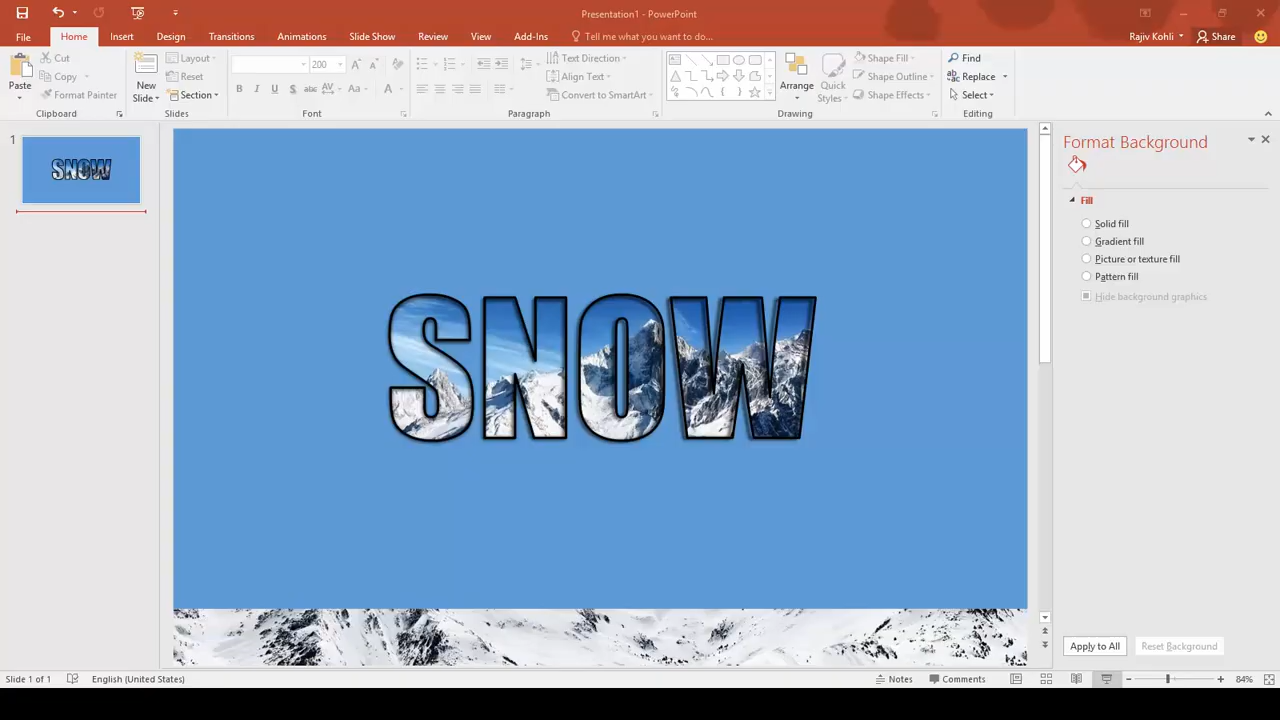 Presentation1 - PowerPoint
File Home Insert Design Transitions Animations Slide Show Review View Add-Ins Tell me what you want to do... Rajiv Kohli Share
Paste
Cut
Copy
Format Painter
Clipboard
New
Slide
Layout
Reset
Section
Slides
200
B I U S abc AV Aa A
Font
Text Direction
Align Text
Convert to SmartArt
Paragraph
Arrange
Quick
Styles
Shape Fill
Shape Outline
Shape Effects
Drawing
Find
Replace
Select
Editing
1
SNOW
SNOW
Format Background
Fill
Solid fill
Gradient fill
Picture or texture fill
Pattern fill
Hide background graphics
Apply to All Reset Background
Slide 1 of 1 English (United States) Notes Comments 84%